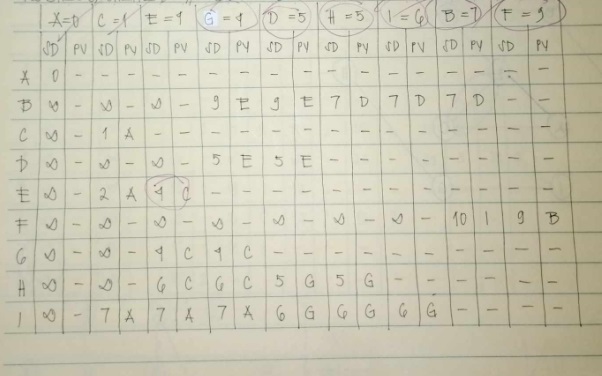 A=0 C=1 E=4 G=4 D=5 H=5 I=6 B=7 F=9
SD PV SD PV SD PV SD PV SD PV SD PV SD PV SD PV SD PV
A 0 - - - - - - - - - - - - - - - - -
B ∞ - ∞ - ∞ - 9 E 9 E 7 D 7 D 7 D - -
C ∞ - 1 A - - - - - - - - - - - - - -
D ∞ - ∞ - ∞ - 5 E 5 E - - - - - - - -
E ∞ - 2 A 4 C - - - - - - - - - - - -
F ∞ - ∞ - ∞ - ∞ - ∞ - ∞ - ∞ - 10 I 9 B
G ∞ - ∞ - 4 C 4 C - - - - - - - - - -
H ∞ - ∞ - 6 C 6 C 5 G 5 G - - - - - -
I ∞ - 7 A 7 A 7 A 6 G 6 G 6 G - - - -